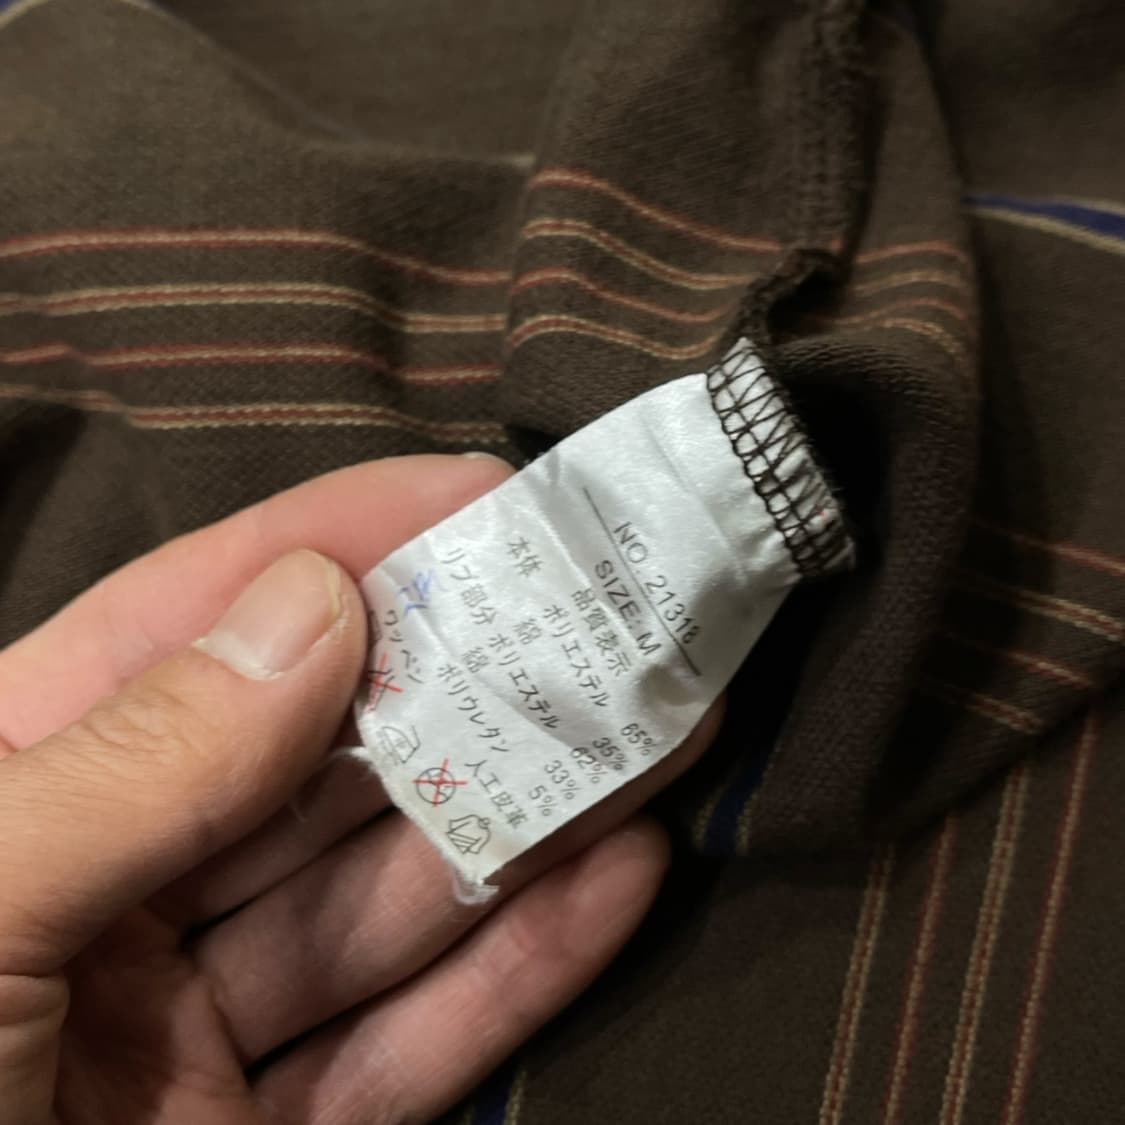 NO. 21318
SIZE: M
品質表示
本体 ポリエステル 65%
綿 35%
リブ部分 ポリエステル 62%
綿 33%
ポリウレタン 5%
ワッペン 人工皮革